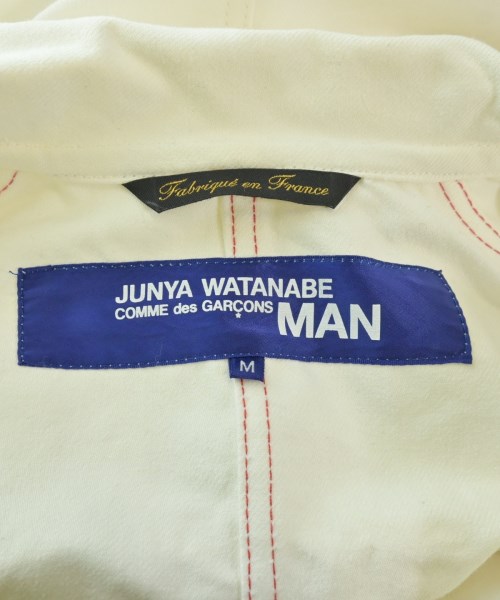 Fabriqué en France
JUNYA WATANABE
COMME des GARÇONS
MAN
M